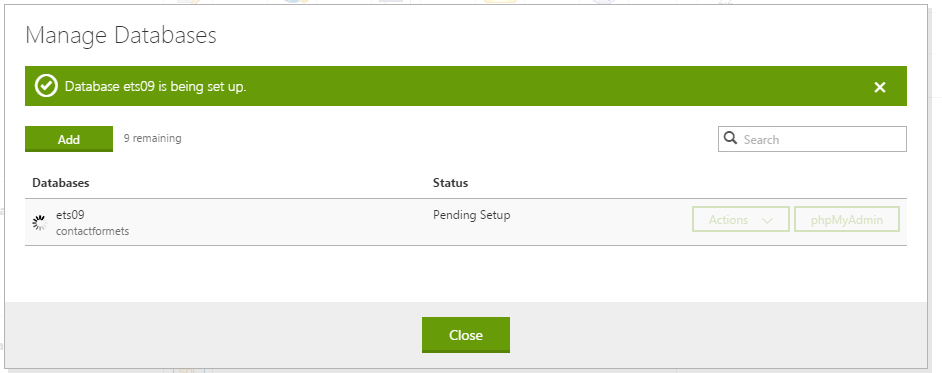 Manage Databases
Database ets09 is being set up.
Add 9 remaining Search
Databases Status
ets09 Pending Setup Actions phpMyAdmin
contactformets
Close